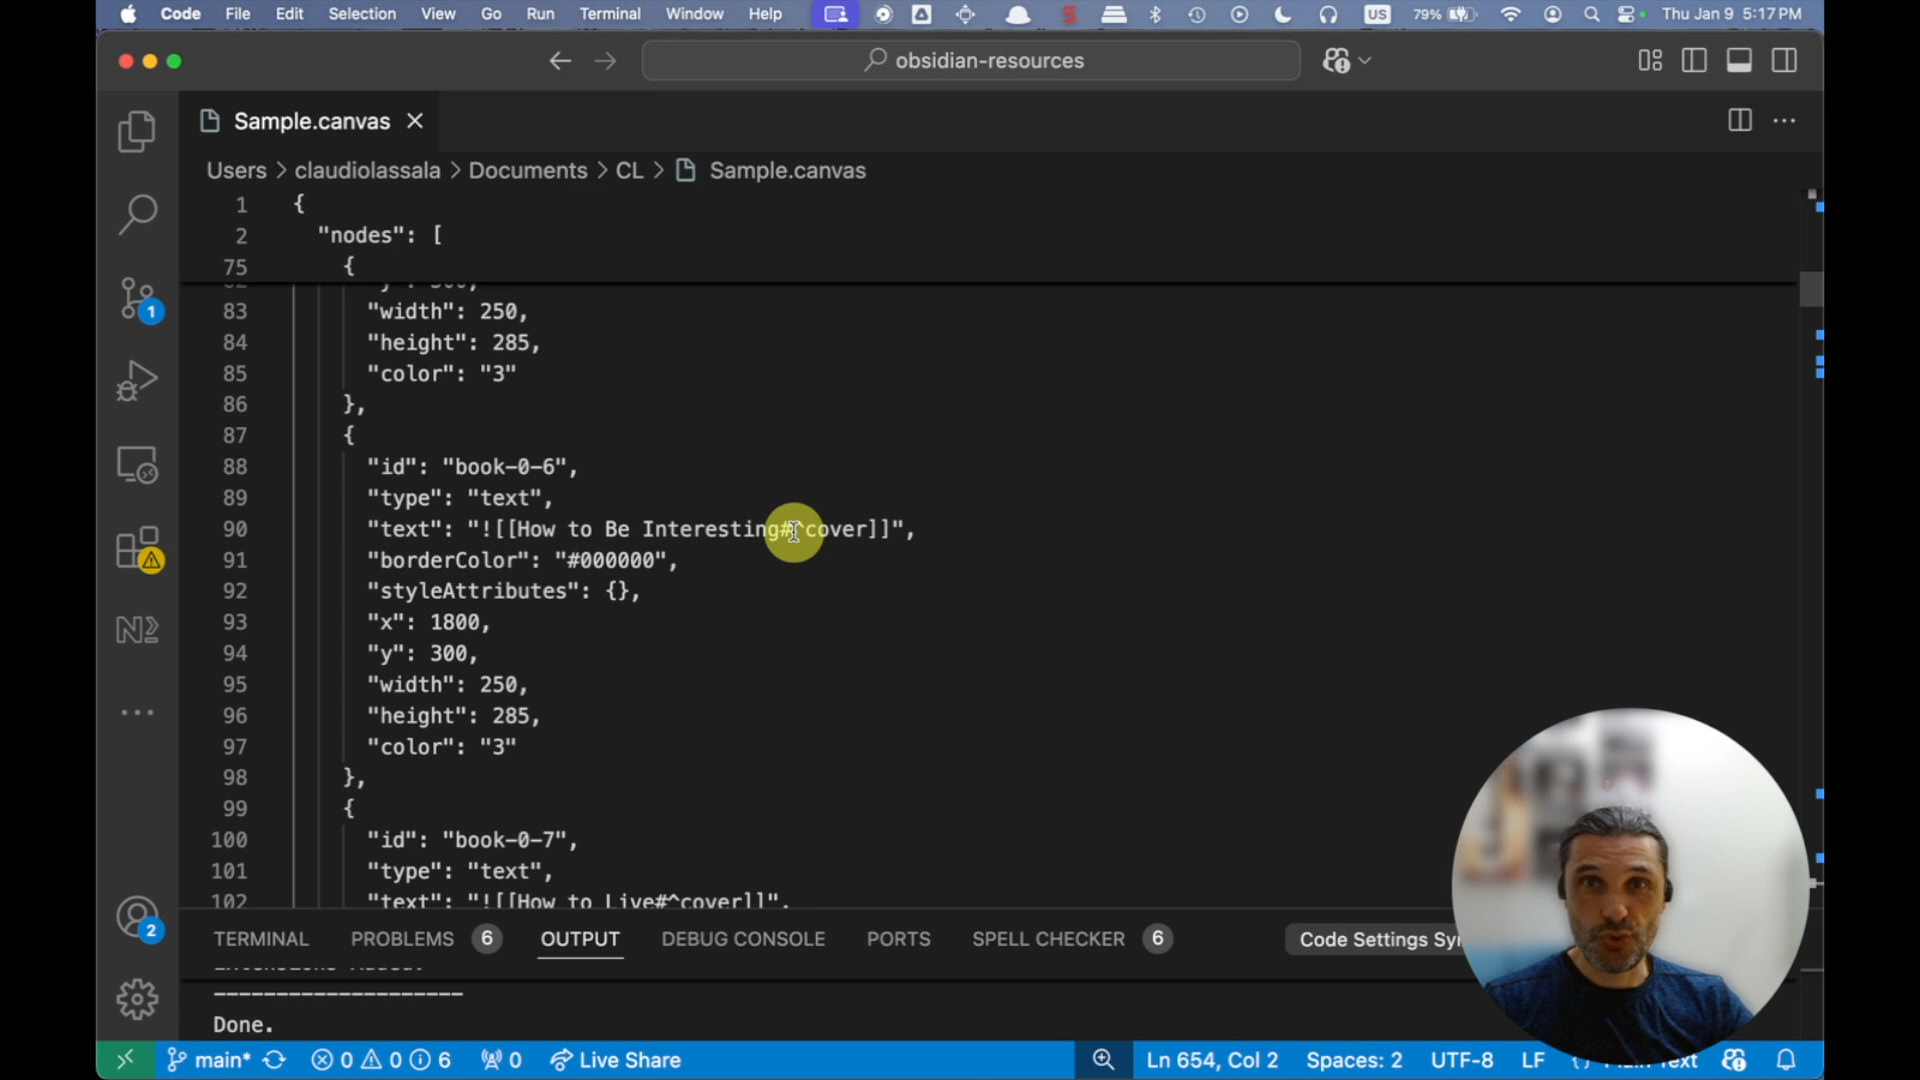 Code File Edit Selection View Go Run Terminal Window Help US 79% Thu Jan 9 5:17 PM
obsidian-resources
Sample.canvas
Users > claudiolassala > Documents > CL > Sample.canvas
1 {
2 "nodes": [
75 {
83 "width": 250,
84 "height": 285,
85 "color": "3"
86 },
87 {
88 "id": "book-0-6",
89 "type": "text",
90 "text": "![[How to Be Interesting#^cover]]",
91 "borderColor": "#000000",
92 "styleAttributes": {},
93 "x": 1800,
94 "y": 300,
95 "width": 250,
96 "height": 285,
97 "color": "3"
98 },
99 {
100 "id": "book-0-7",
101 "type": "text",
102 "text": "![[How to Live#^cover]]",
1
2
TERMINAL PROBLEMS 6 OUTPUT DEBUG CONSOLE PORTS SPELL CHECKER 6 Code Settings Sy
--------------------
Done.
main* 0 0 6 0 Live Share Ln 654, Col 2 Spaces: 2 UTF-8 LF